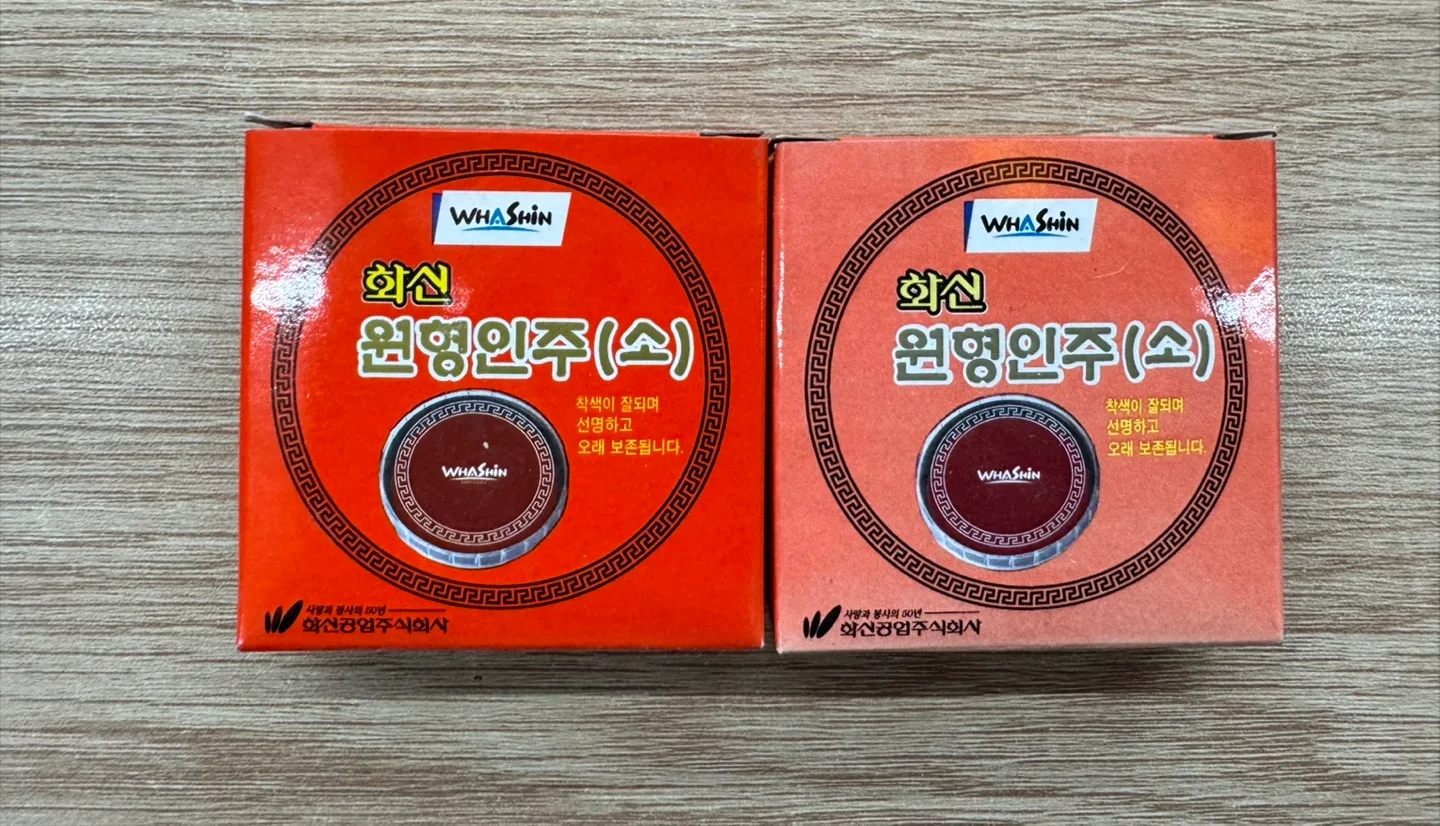 WHASHIN
화신
원형인주(소)
착색이 잘되며
선명하고
오래 보존됩니다.
WHASHIN
사랑과 봉사의 50년
화신공업주식회사
WHASHIN
화신
원형인주(소)
착색이 잘되며
선명하고
오래 보존됩니다.
WHASHIN
사랑과 봉사의 50년
화신공업주식회사